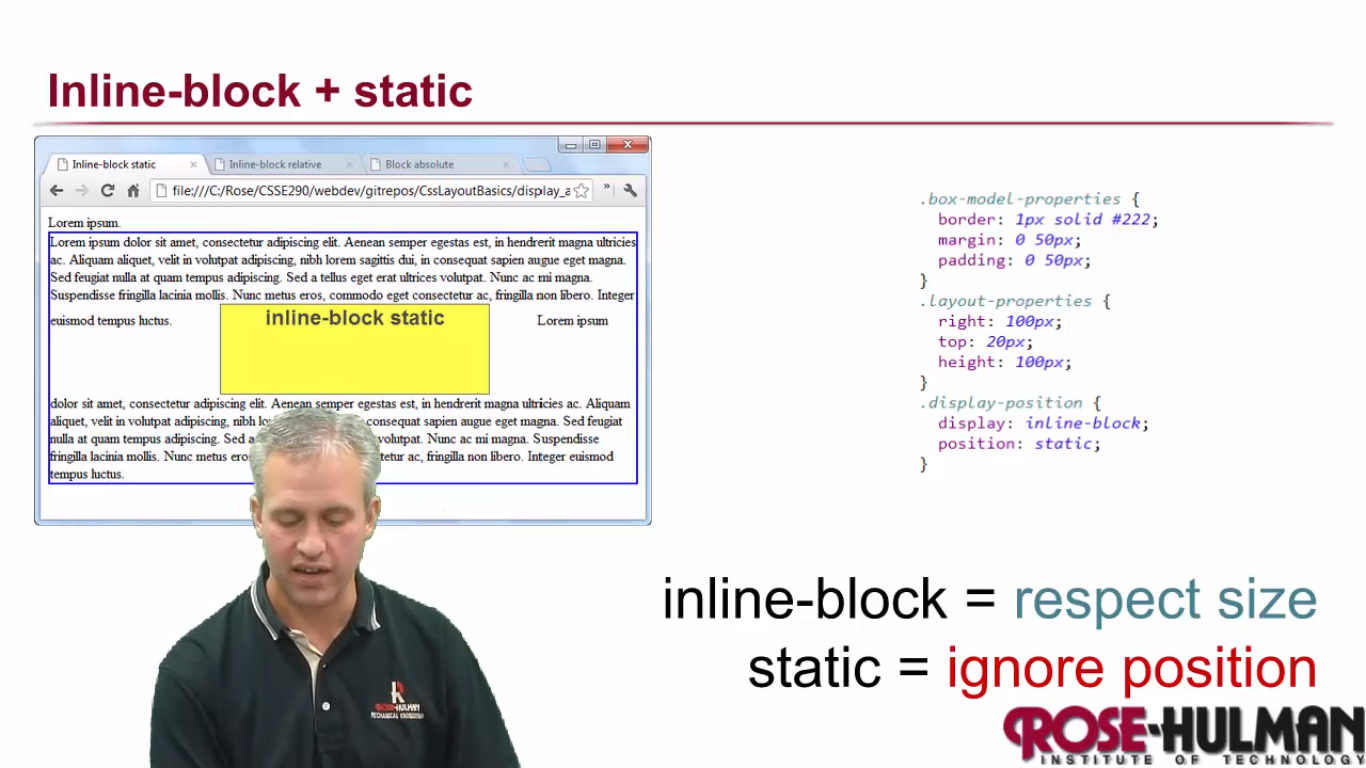 Inline-block + static
Inline-block static
Inline-block relative
Block absolute
file:///C:/Rose/CSSE290/webdev/gitrepos/CssLayoutBasics/display_a
Lorem ipsum.
Lorem ipsum dolor sit amet, consectetur adipiscing elit. Aenean semper egestas est, in hendrerit magna ultricies
ac. Aliquam aliquet, velit in volutpat adipiscing, nibh lorem sagittis dui, in consequat sapien augue eget magna.
Sed feugiat nulla at quam tempus adipiscing. Sed a tellus eget erat ultrices volutpat. Nunc ac mi magna.
Suspendisse fringilla lacinia mollis. Nunc metus eros, commodo eget consectetur ac, fringilla non libero. Integer
euismod tempus luctus. inline-block static Lorem ipsum
dolor sit amet, consectetur adipiscing elit. Aenean semper egestas est, in hendrerit magna ultricies ac. Aliquam
aliquet, velit in volutpat adipiscing, nibh consequat sapien augue eget magna. Sed feugiat
nulla at quam tempus adipiscing. Sed a volutpat. Nunc ac mi magna. Suspendisse
fringilla lacinia mollis. Nunc metus ac, fringilla non libero. Integer euismod
tempus luctus.
.box-model-properties {
border: 1px solid #222;
margin: 0 50px;
padding: 0 50px;
}
.layout-properties {
right: 100px;
top: 20px;
height: 100px;
}
.display-position {
display: inline-block;
position: static;
}
inline-block = respect size
static = ignore position
ROSE-HULMAN
MECHANICAL ENGINEERING
ROSE-HULMAN
INSTITUTE OF TECHNOLOGY